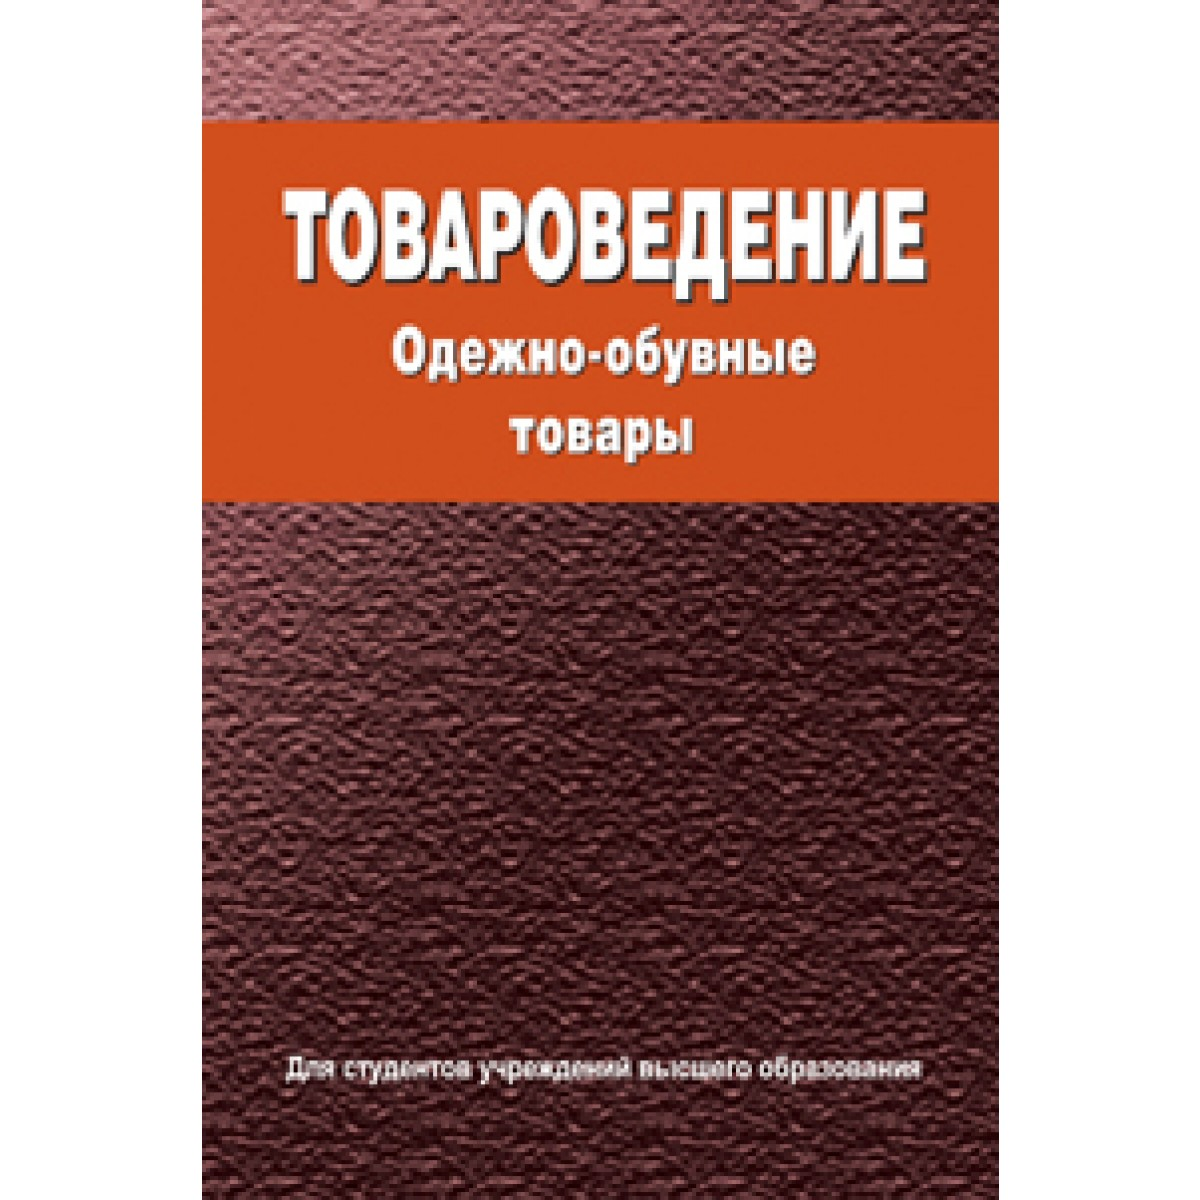 ТОВАРОВЕДЕНИЕ
Одежно-обувные
товары
Для студентов учреждений высшего образования